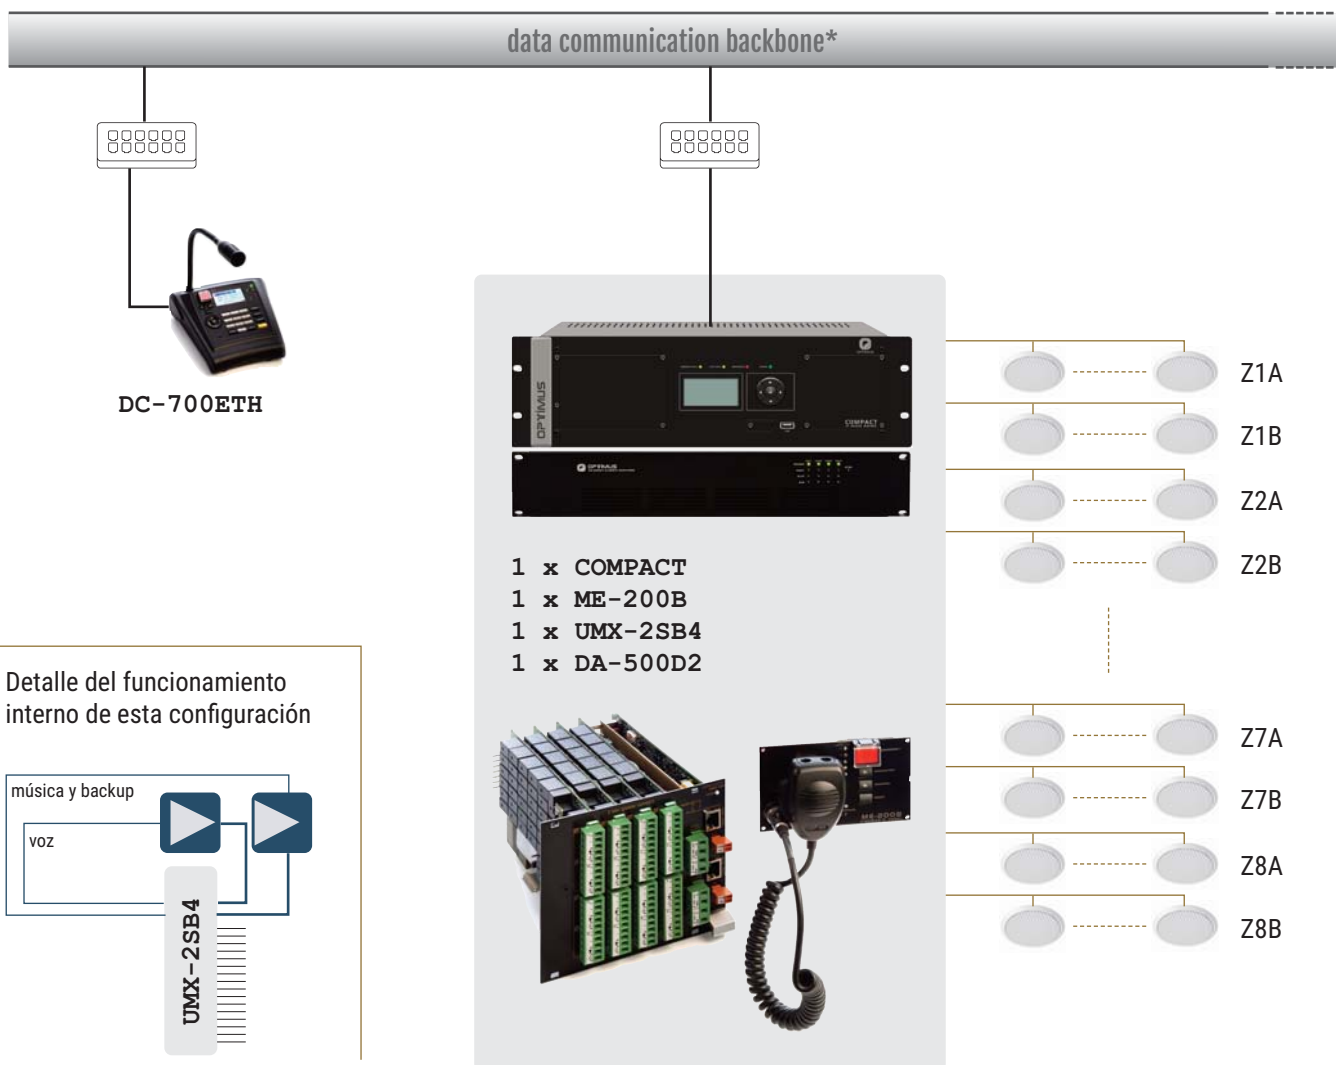 data communication backbone*
DC-700ETH
OPTIMUS
OPTIMUS
COMPACT
OPTIMUS
1 x COMPACT
1 x ME-200B
1 x UMX-2SB4
1 x DA-500D2
ME-200B
Z1A
Z1B
Z2A
Z2B
Z7A
Z7B
Z8A
Z8B
Detalle del funcionamiento
interno de esta configuración
música y backup
voz
UMX-2SB4